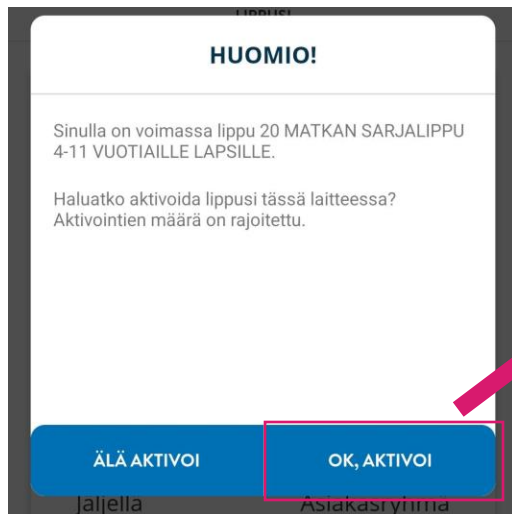 LIPPUSI
HUOMIO!
Sinulla on voimassa lippu 20 MATKAN SARJALIPPU
4-11 VUOTIAILLE LAPSILLE.
Haluatko aktivoida lippusi tässä laitteessa?
Aktivointien määrä on rajoitettu.
ÄLÄ AKTIVOI
OK, AKTIVOI
Jäljellä
Asiakasryhmä